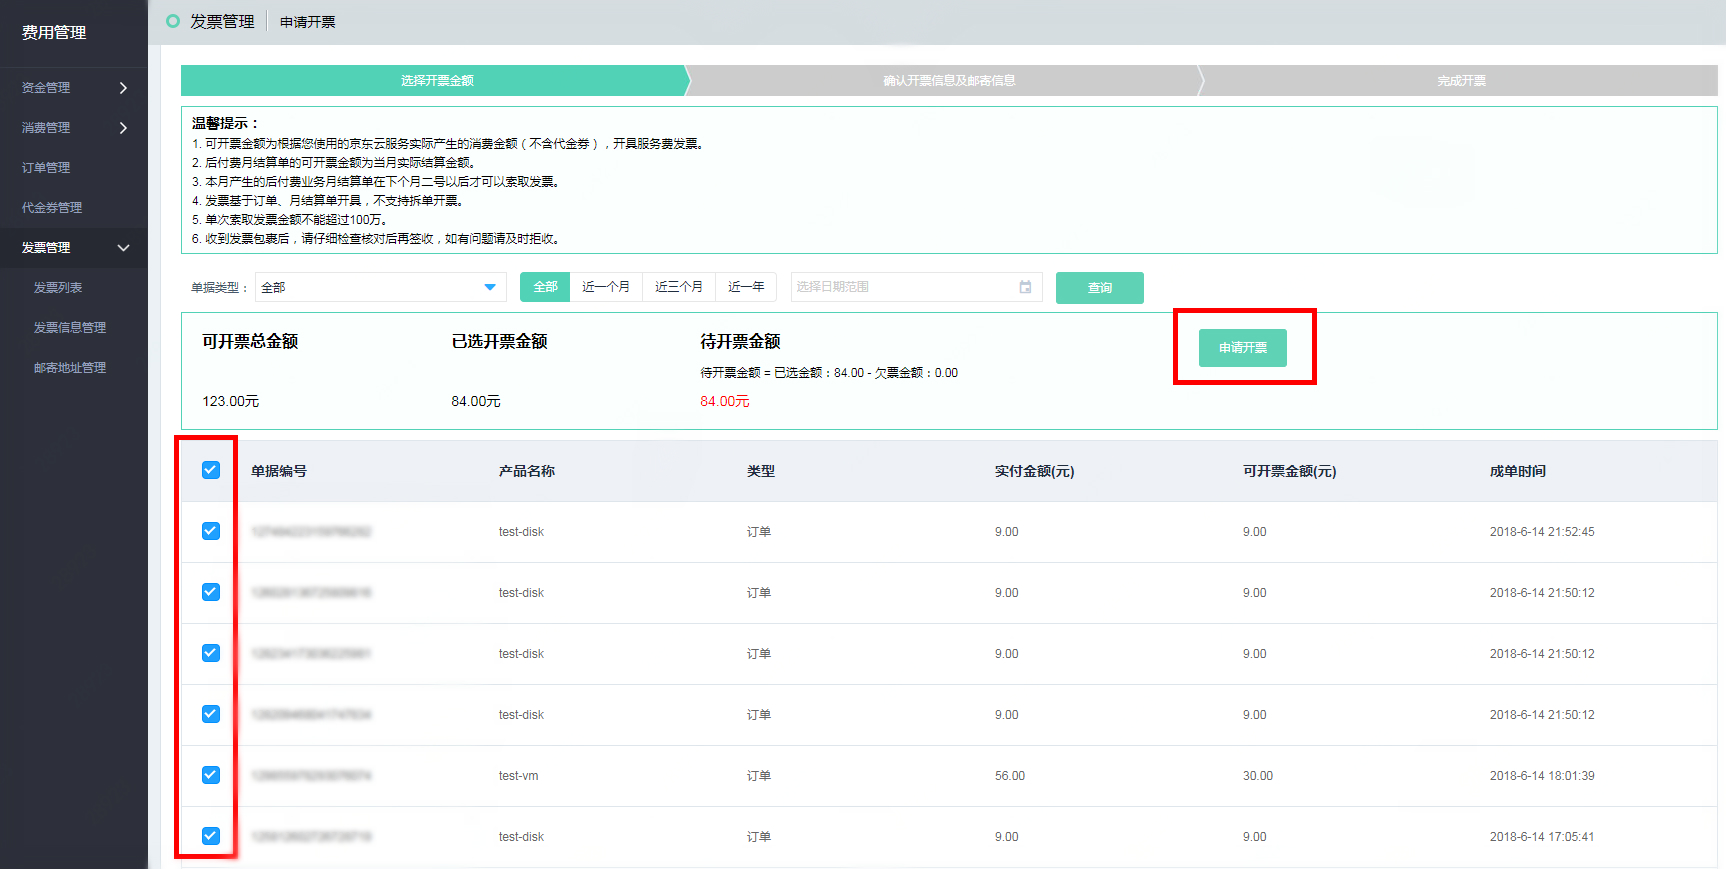 费用管理
资金管理
消费管理
订单管理
代金券管理
发票管理
发票列表
发票信息管理
邮寄地址管理
发票管理 申请开票
选择开票金额 确认开票信息及邮寄信息 完成开票
温馨提示：
1. 可开票金额为根据您使用的京东云服务实际产生的消费金额（不含代金券），开具服务费发票。
2. 后付费月结算单的可开票金额为当月实际结算金额。
3. 本月产生的后付费业务月结算单在下个月二号以后才可以索取发票。
4. 发票基于订单、月结算单开具，不支持拆单开票。
5. 单次索取发票金额不能超过100万。
6. 收到发票包裹后，请仔细检查核对后再签收，如有问题请及时拒收。
单据类型： 全部 全部 近一个月 近三个月 近一年 选择日期范围 查询
可开票总金额 已选开票金额 待开票金额 申请开票
待开票金额 = 已选金额：84.00 - 欠票金额：0.00
123.00元 84.00元 84.00元
单据编号 产品名称 类型 实付金额(元) 可开票金额(元) 成单时间
test-disk 订单 9.00 9.00 2018-6-14 21:52:45
test-disk 订单 9.00 9.00 2018-6-14 21:50:12
test-disk 订单 9.00 9.00 2018-6-14 21:50:12
test-disk 订单 9.00 9.00 2018-6-14 21:50:12
test-vm 订单 56.00 30.00 2018-6-14 18:01:39
test-disk 订单 9.00 9.00 2018-6-14 17:05:41